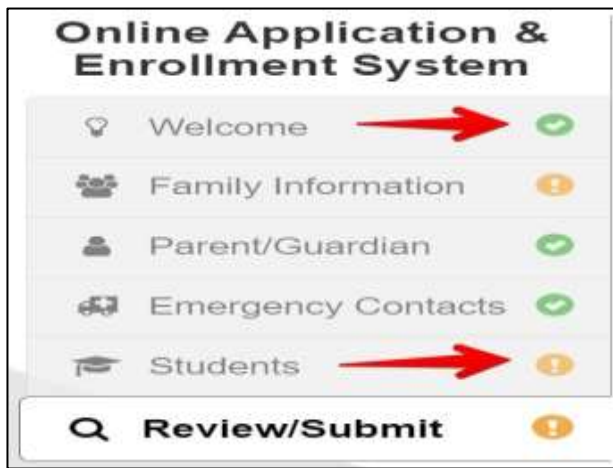 Online Application &
Enrollment System
Welcome
Family Information
Parent/Guardian
Emergency Contacts
Students
Review/Submit